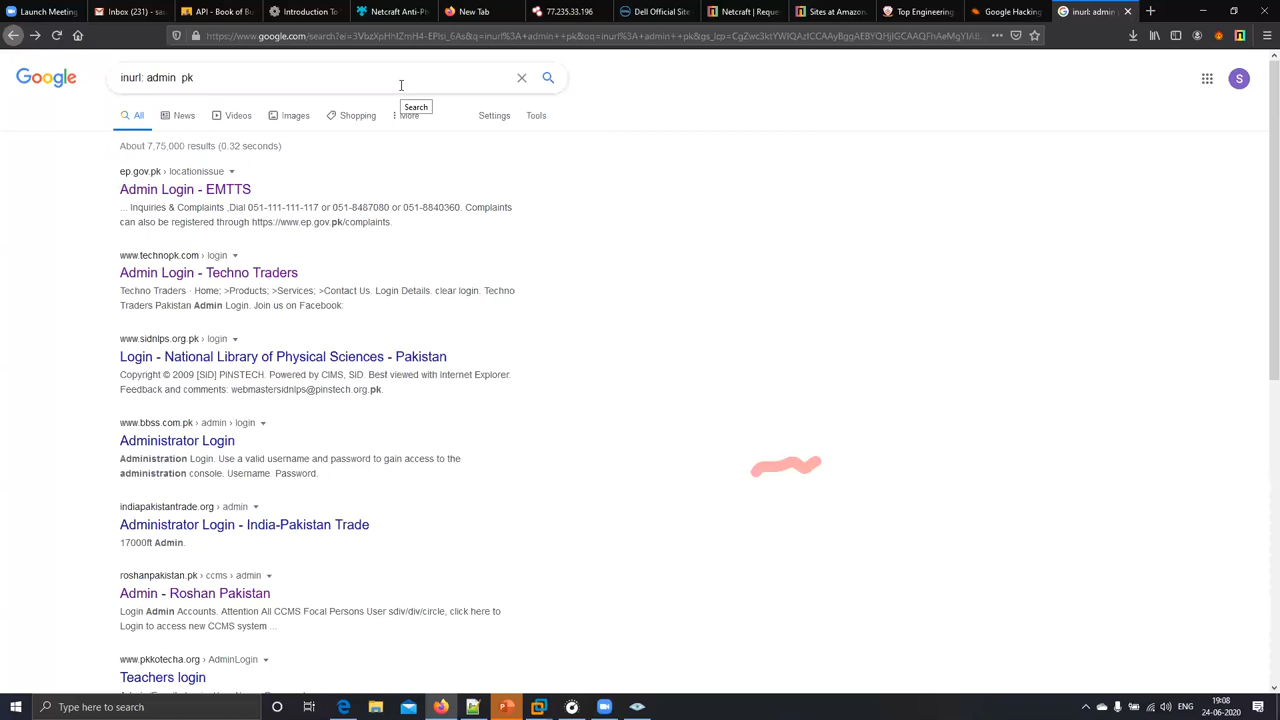 Launch Meeting
API - Book of Bu
Introduction to
Netcraft Anti-Ph
New Tab
77.235.33.196
Dell Official Site
Netcraft | Reque
Sites at Amazon
Top Engineering
Google Hacking
inurl: admin
Google
inurl: admin  pk
Search
S
All
News
Videos
Images
Shopping
More
Settings
Tools
About 7,75,000 results (0.32 seconds)
ep.gov.pk › locationissue
Admin Login - EMTTS
... Inquiries & Complaints ,Dial 051-111-111-117 or 051-8487080 or 051-8840360. Complaints
can also be registered through https://www.ep.gov.pk/complaints.
www.technopk.com › login
Admin Login - Techno Traders
Techno Traders · Home; >Products; >Services; >Contact Us. Login Details. clear login. Techno
Traders Pakistan Admin Login. Join us on Facebook:
www.sidnlps.org.pk › login
Login - National Library of Physical Sciences - Pakistan
Copyright © 2009 [SiD] PINSTECH. Powered by CIMS, SID. Best viewed with Internet Explorer.
Feedback and comments: webmastersidnlps@pinstech.org.pk.
www.bbss.com.pk › admin › login
Administrator Login
Administration Login. Use a valid username and password to gain access to the
administration console. Username. Password.
indiapakistantrade.org › admin
Administrator Login - India-Pakistan Trade
17000ft Admin.
roshanpakistan.pk › ccms › admin
Admin - Roshan Pakistan
Login Admin Accounts. Attention All CCMS Focal Persons User sdiv/div/circle, click here to
Login to access new CCMS system ...
www.pkkotecha.org › AdminLogin
Teachers login
Type here to search
ENG
19:08
24-06-2020